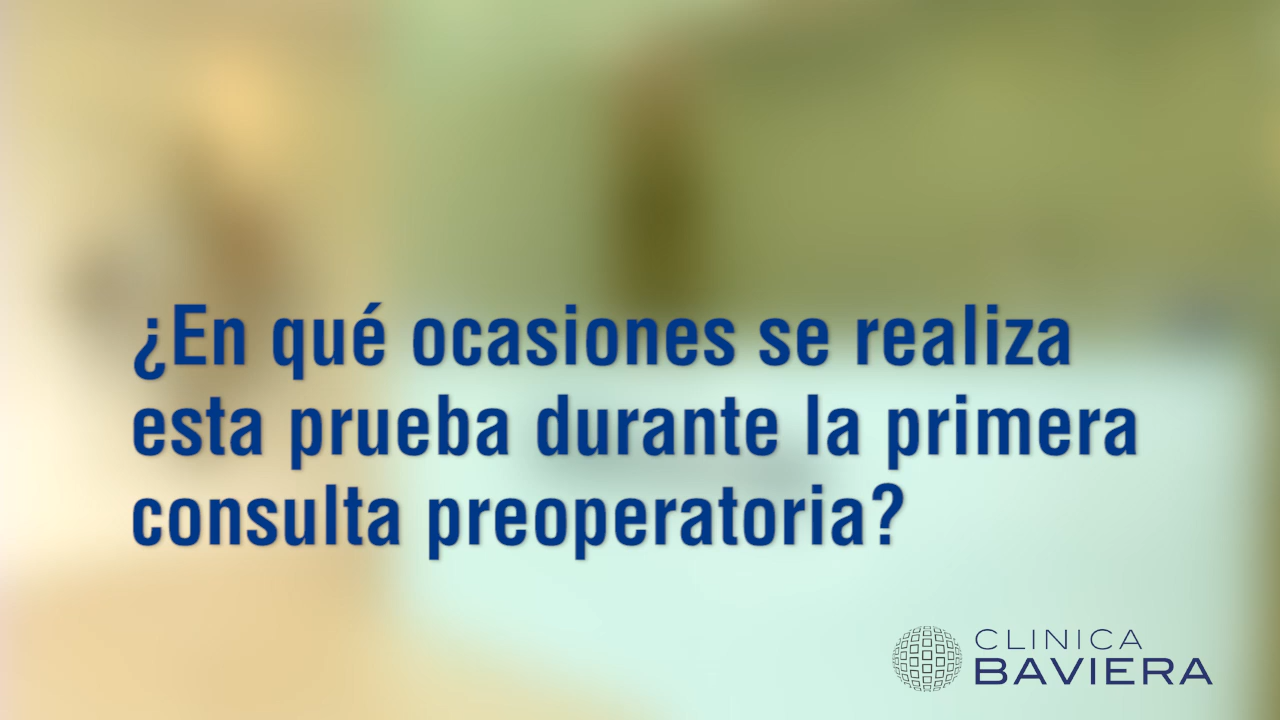 ¿En qué ocasiones se realiza
esta prueba durante la primera
consulta preoperatoria?
CLINICA
BAVIERA